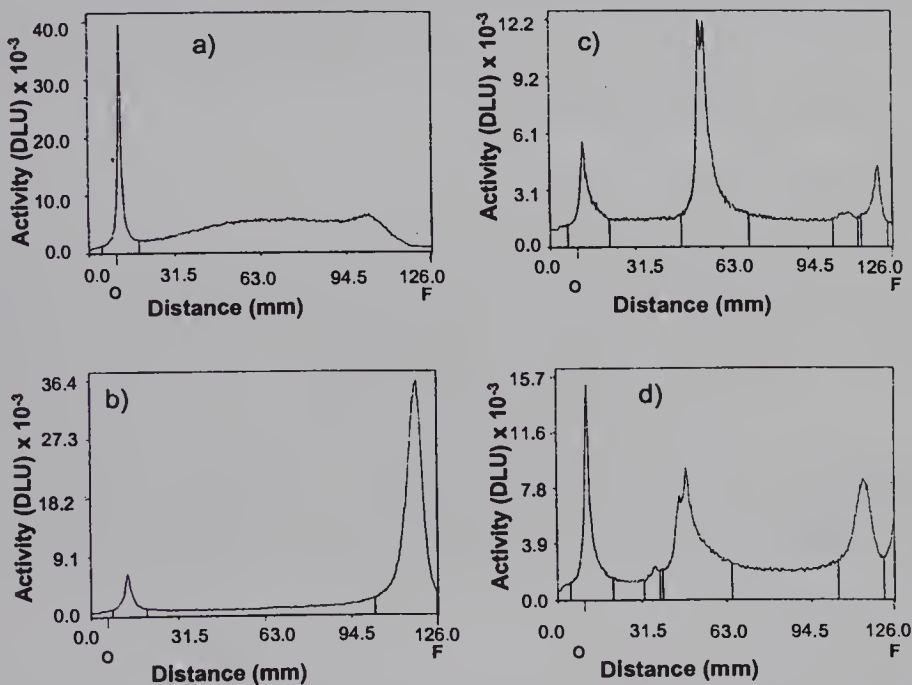 a)
Activity (DLU) x 10-3
40.0
30.0
20.0
10.0
0.0
0.0 31.5 63.0 94.5 126.0
O F
Distance (mm)
c)
Activity (DLU) x 10-3
12.2
9.2
6.1
3.1
0.0
0.0 31.5 63.0 94.5 126.0
O F
Distance (mm)
b)
Activity (DLU) x 10-3
36.4
27.3
18.2
9.1
0.0
0.0 31.5 63.0 94.5 126.0
O F
Distance (mm)
d)
Activity (DLU) x 10-3
15.7
11.6
7.8
3.9
0.0
0.0 31.5 63.0 94.5 126.0
O F
Distance (mm)